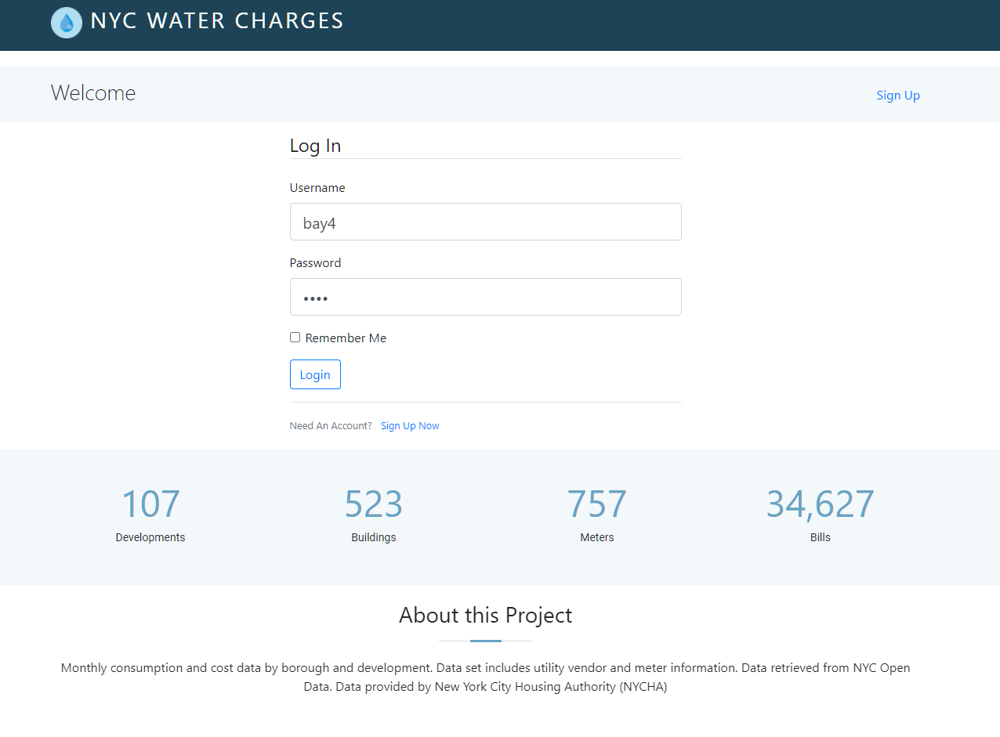 NYC WATER CHARGES
Welcome
Sign Up
Log In
Username
bay4
Password
••••
Remember Me
Login
Need An Account? Sign Up Now
107 523 757 34,627
Developments Buildings Meters Bills
About this Project
Monthly consumption and cost data by borough and development. Data set includes utility vendor and meter information. Data retrieved from NYC Open
Data. Data provided by New York City Housing Authority (NYCHA)